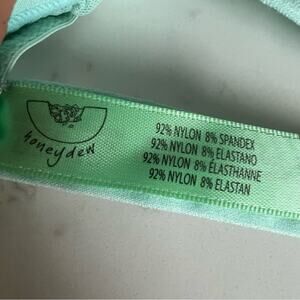 honeydew
92% NYLON 8% SPANDEX
92% NYLON 8% ELASTANO
92% NYLON 8% ÉLASTHANNE
92% NYLON 8% ELASTAN